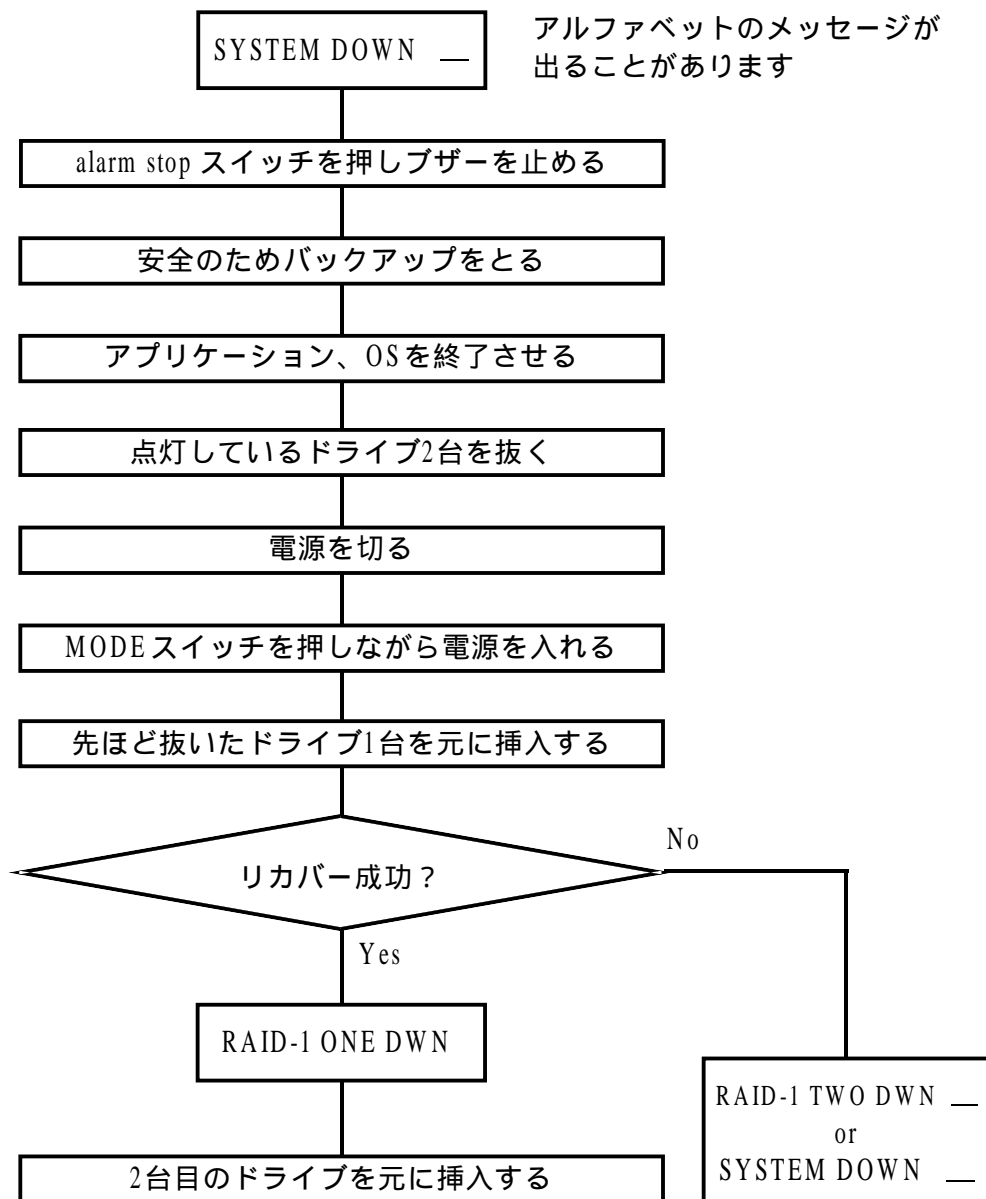 SYSTEM DOWN __
アルファベットのメッセージが
出ることがあります
alarm stop スイッチを押しブザーを止める
安全のためバックアップをとる
アプリケーション、OSを終了させる
点灯しているドライブ2台を抜く
電源を切る
MODEスイッチを押しながら電源を入れる
先ほど抜いたドライブ1台を元に挿入する
リカバー成功？
No
Yes
RAID-1 ONE DWN
RAID-1 TWO DWN __
or
SYSTEM DOWN __
2台目のドライブを元に挿入する